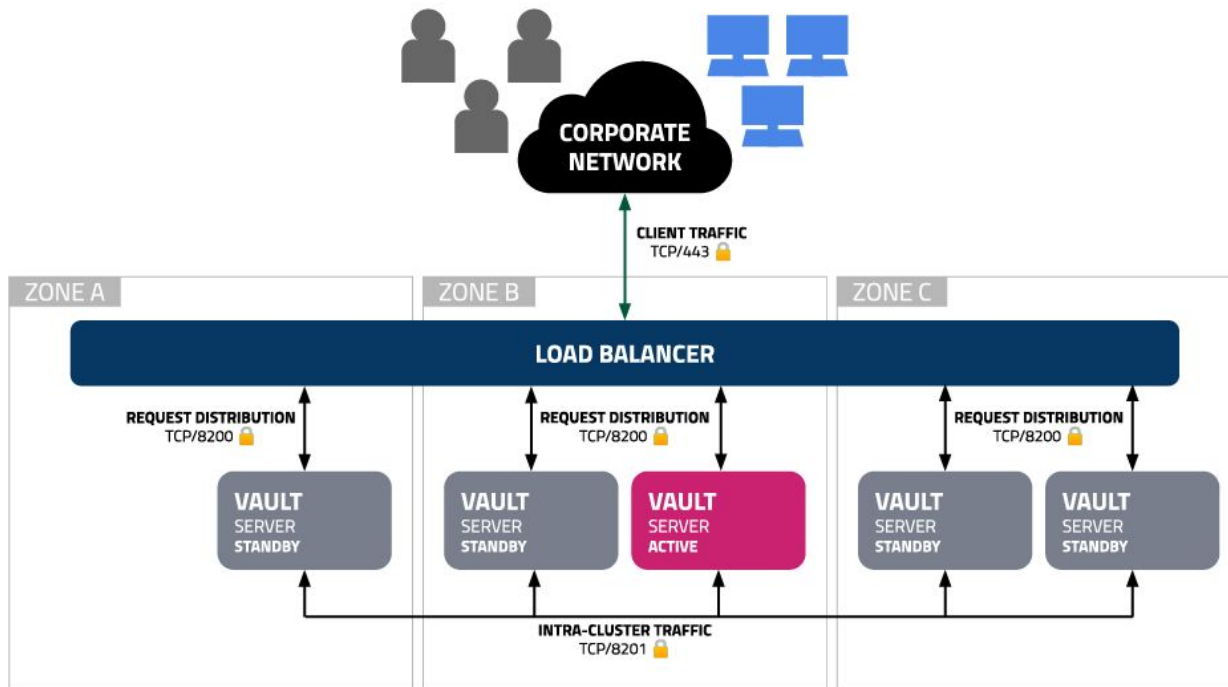 CORPORATE
NETWORK
CLIENT TRAFFIC
TCP/443
ZONE A
ZONE B
ZONE C
LOAD BALANCER
REQUEST DISTRIBUTION
TCP/8200
REQUEST DISTRIBUTION
TCP/8200
REQUEST DISTRIBUTION
TCP/8200
VAULT
SERVER
STANDBY
VAULT
SERVER
STANDBY
VAULT
SERVER
ACTIVE
VAULT
SERVER
STANDBY
VAULT
SERVER
STANDBY
INTRA-CLUSTER TRAFFIC
TCP/8201